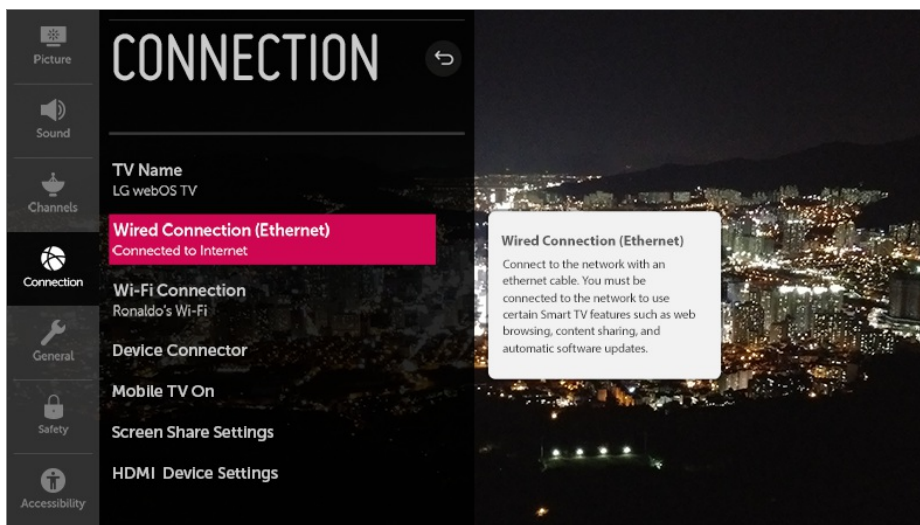 Picture
Sound
Channels
Connection
General
Safety
Accessibility
CONNECTION
TV Name
LG webOS TV
Wired Connection (Ethernet)
Connected to Internet
Wi-Fi Connection
Ronaldo's Wi-Fi
Device Connector
Mobile TV On
Screen Share Settings
HDMI Device Settings
Wired Connection (Ethernet)
Connect to the network with an
ethernet cable. You must be
connected to the network to use
certain Smart TV features such as web
browsing, content sharing, and
automatic software updates.